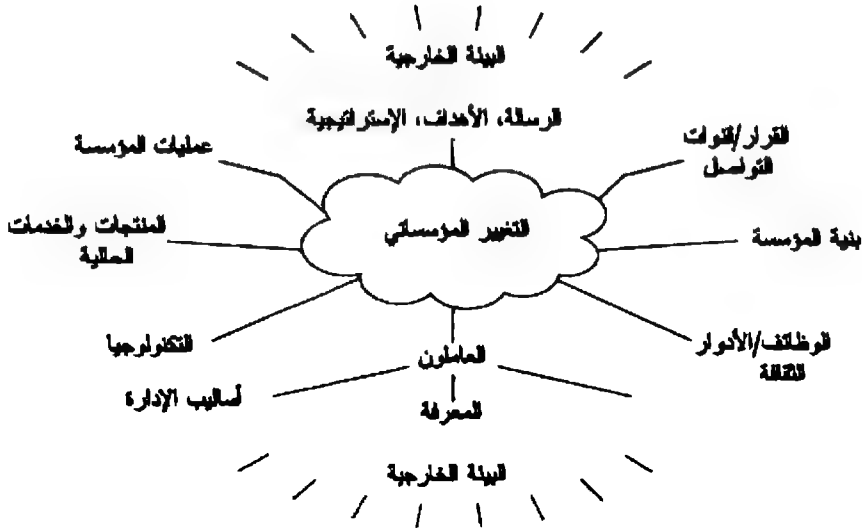 البيئة الخارجية
الرسالة، الأهداف، الإستراتيجية
القرار/قنوات
التواصل
عمليات المؤسسة
التغيير المؤسساتي
المنتجات والخدمات
الحالية
بنية المؤسسة
التكنولوجيا
العاملون
الوظائف/الأدوار
الثقافة
أساليب الإدارة
المعرفة
البيئة الخارجية